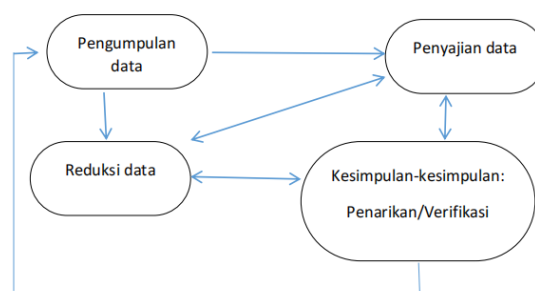 Pengumpulan
data
Penyajian data
Reduksi data
Kesimpulan-kesimpulan:
Penarikan/Verifikasi